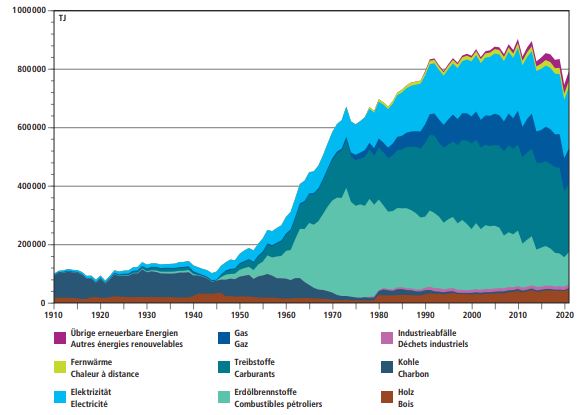 1000000
TJ
800000
600000
400000
200000
0
1910 1920 1930 1940 1950 1960 1970 1980 1990 2000 2010 2020
Übrige erneuerbare Energien
Autres énergies renouvelables
Gas
Gaz
Industrieabfälle
Déchets industriels
Fernwärme
Chaleur à distance
Treibstoffe
Carburants
Kohle
Charbon
Elektrizität
Electricité
Erdölbrennstoffe
Combustibles pétroliers
Holz
Bois